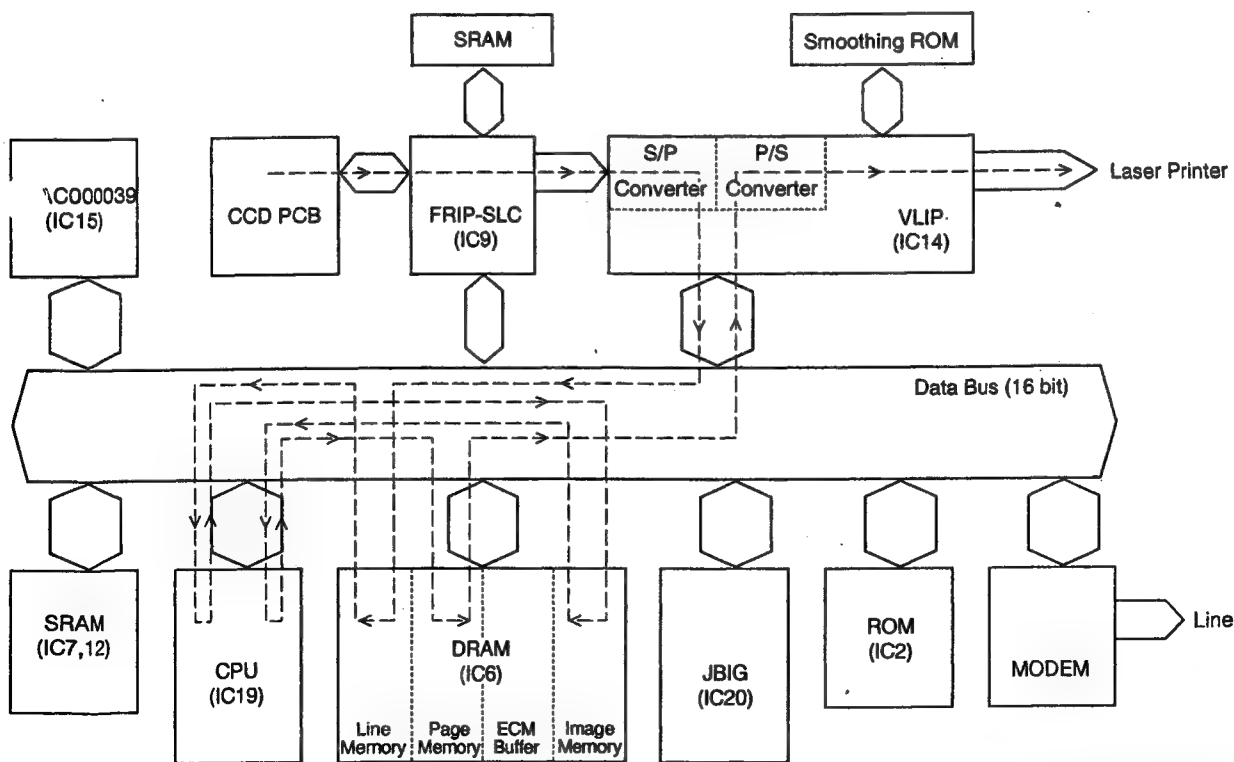 SRAM
Smoothing ROM
\C000039
(IC15)
CCD PCB
FRIP-SLC
(IC9)
S/P
Converter
P/S
Converter
VLIP
(IC14)
Laser Printer
Data Bus (16 bit)
SRAM
(IC7,12)
CPU
(IC19)
DRAM
(IC6)
Line
Memory
Page
Memory
ECM
Buffer
Image
Memory
JBIG
(IC20)
ROM
(IC2)
MODEM
Line